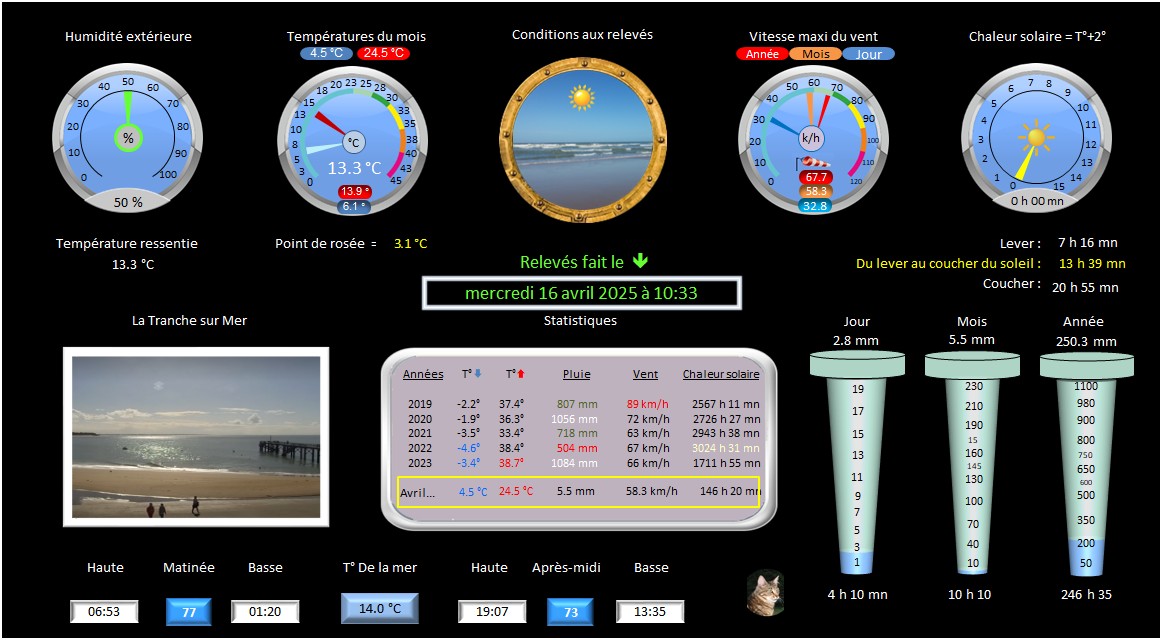 Humidité extérieure
Températures du mois
4.5 °C 24.5 °C
Conditions aux relevés
Vitesse maxi du vent
Année Mois Jour
Chaleur solaire = T°+2°
0 10 20 30 40 50 60 70 80 90 100
%
50 %
0 3 5 8 10 13 15 18 20 23 25 28 30 33 35 38 40 43 45
°C
13.3 °C
13.9 °
6.1 °
0 10 20 30 40 50 60 70 80 90 100 110 120
k/h
67.7
58.3
32.8
0 1 2 3 4 5 6 7 8 9 10 11 12 13 14 15
0 h 00 mn
Température ressentie
13.3 °C
Point de rosée = 3.1 °C
Relevés fait le
mercredi 16 avril 2025 à 10:33
Lever : 7 h 16 mn
Du lever au coucher du soleil : 13 h 39 mn
Coucher : 20 h 55 mn
La Tranche sur Mer
Statistiques
Années T° T° Pluie Vent Chaleur solaire
2019 -2.2° 37.4° 807 mm 89 km/h 2567 h 11 mn
2020 -1.9° 36.3° 1056 mm 72 km/h 2726 h 27 mn
2021 -3.5° 33.4° 718 mm 63 km/h 2943 h 38 mn
2022 -4.6° 38.4° 504 mm 67 km/h 3024 h 31 mn
2023 -3.4° 38.7° 1084 mm 66 km/h 1711 h 55 mn
Avril... 4.5 °C 24.5 °C 5.5 mm 58.3 km/h 146 h 20 mn
Jour
2.8 mm
19
17
15
13
11
9
7
5
3
1
4 h 10 mn
Mois
5.5 mm
230
210
190
15
160
145
130
100
70
40
10
10 h 10
Année
250.3 mm
1100
980
900
800
750
650
600
500
350
200
50
246 h 35
Haute Matinée Basse
06:53 77 01:20
T° De la mer
14.0 °C
Haute Après-midi Basse
19:07 73 13:35